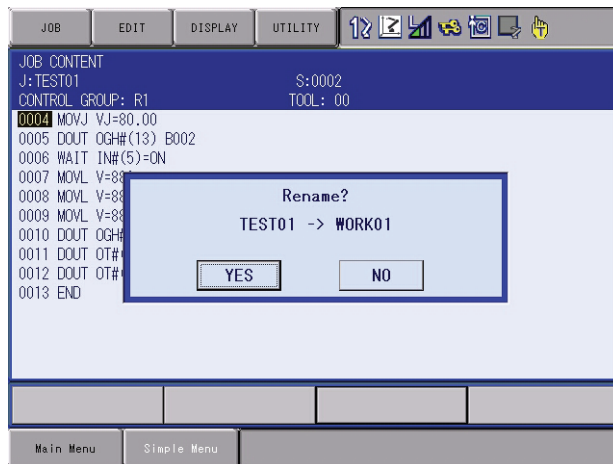 JOB
EDIT
DISPLAY
UTILITY
JOB CONTENT
J:TEST01 S:0002
CONTROL GROUP: R1 TOOL: 00
0004 MOVJ VJ=80.00
0005 DOUT OGH#(13) B002
0006 WAIT IN#(5)=ON
0007 MOVL V=88
0008 MOVL V=88
0009 MOVL V=88
0010 DOUT OGH#
0011 DOUT OT#
0012 DOUT OT#
0013 END
Rename?
TEST01 -> WORK01
YES
NO
Main Menu
Simple Menu